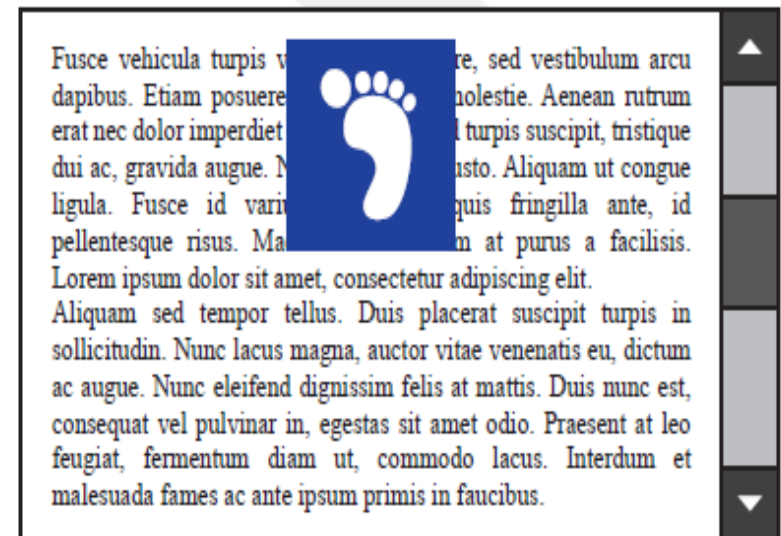 Fusce vehicula turpis v re, sed vestibulum arcu
dapibus. Etiam posuere molestie. Aenean rutrum
erat nec dolor imperdiet turpis suscipit, tristique
dui ac, gravida augue. N usto. Aliquam ut congue
ligula. Fusce id variu quis fringilla ante, id
pellentesque risus. Ma m at purus a facilisis.
Lorem ipsum dolor sit amet, consectetur adipiscing elit.
Aliquam sed tempor tellus. Duis placerat suscipit turpis in
sollicitudin. Nunc lacus magna, auctor vitae venenatis eu, dictum
ac augue. Nunc eleifend dignissim felis at mattis. Duis nunc est,
consequat vel pulvinar in, egestas sit amet odio. Praesent at leo
feugiat, fermentum diam ut, commodo lacus. Interdum et
malesuada fames ac ante ipsum primis in faucibus.